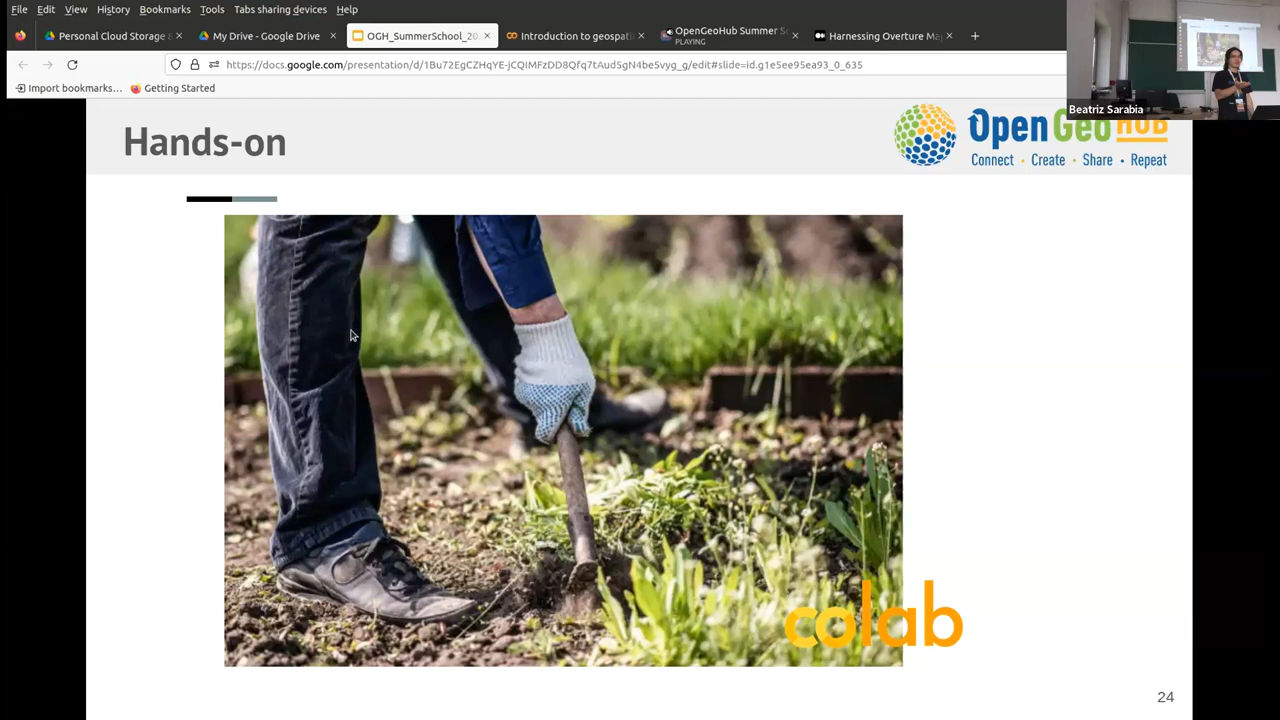 File Edit View History Bookmarks Tools Tabs sharing devices Help
Personal Cloud Storage &
My Drive - Google Drive
OGH_SummerSchool_20
Introduction to geospati
OpenGeoHub Summer Sc
PLAYING
Harnessing Overture Ma
https://docs.google.com/presentation/d/1Bu72EgCZHqYE-jCQIMFzDD8Qfq7tAud5gN4be5vyg_g/edit#slide=id.g1e5ee95ea93_0_635
Import bookmarks...
Getting Started
Beatriz Sarabia
Hands-on
OpenGeoHUB
Connect • Create • Share • Repeat
colab
24